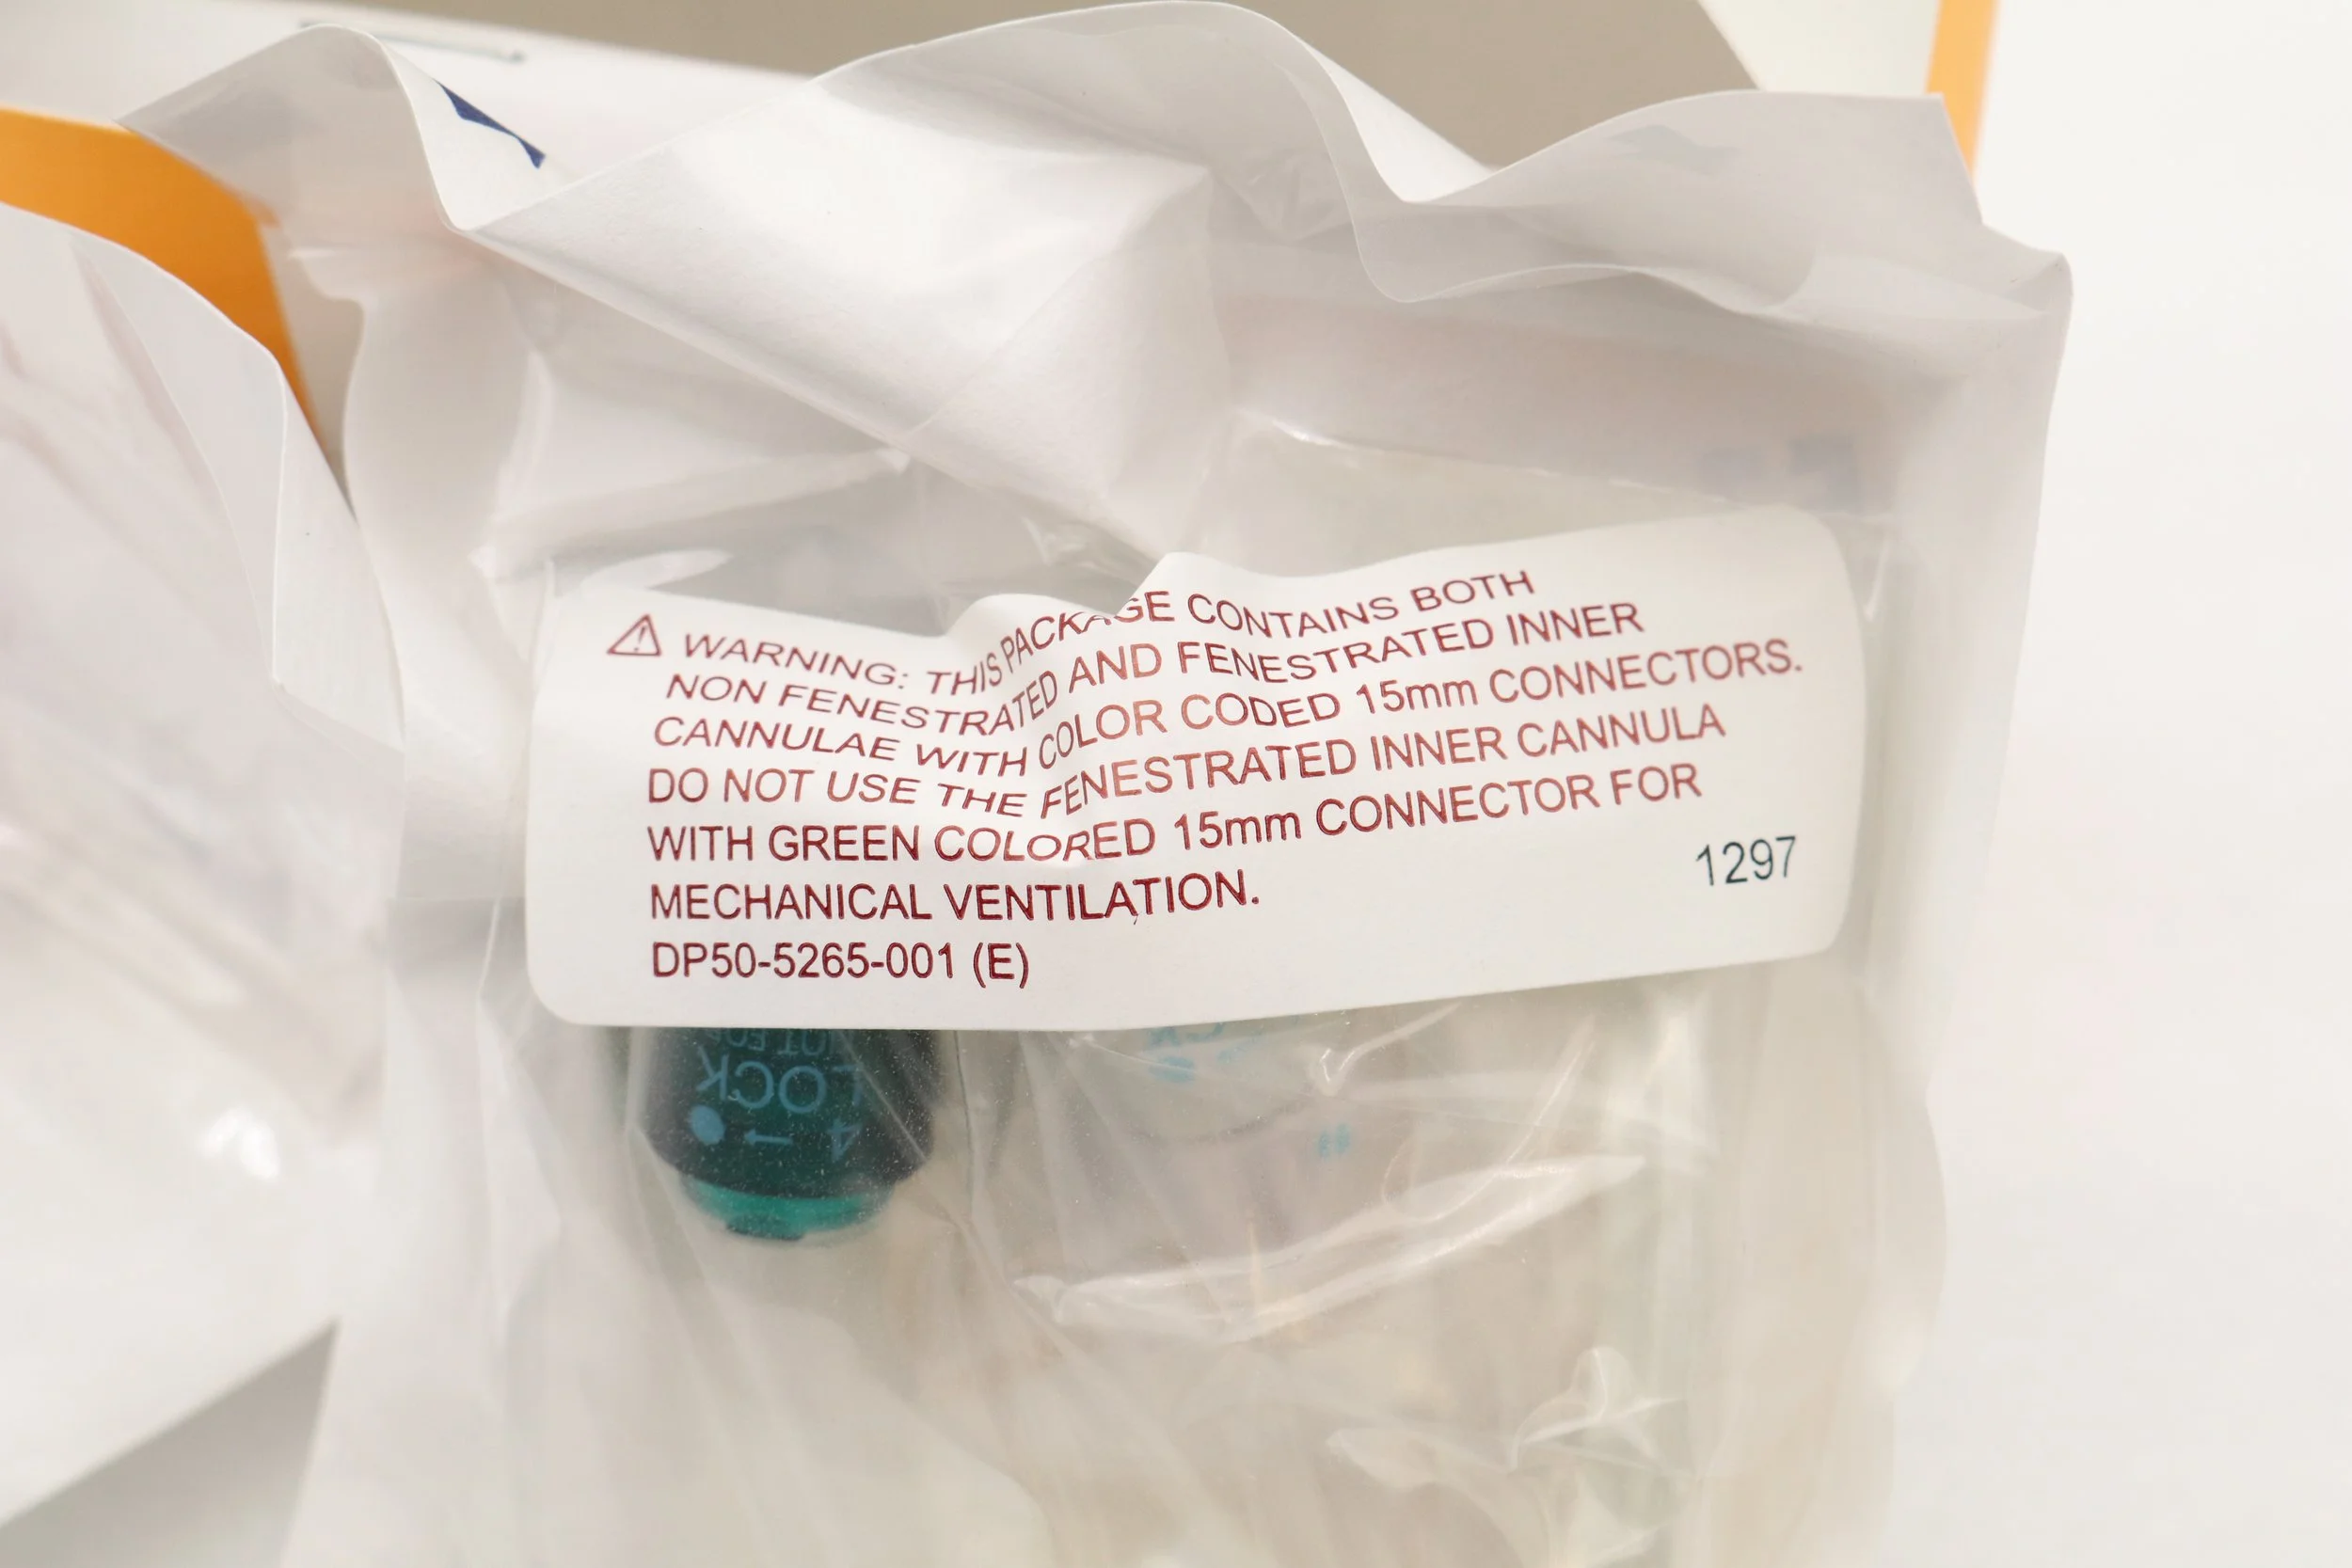 WARNING: THIS PACKAGE CONTAINS BOTH
NON FENESTRATED AND FENESTRATED INNER
CANNULAE WITH COLOR CODED 15mm CONNECTORS.
DO NOT USE THE FENESTRATED INNER CANNULA
WITH GREEN COLORED 15mm CONNECTOR FOR
MECHANICAL VENTILATION.
1297
DP50-5265-001 (E)
LOCK
4